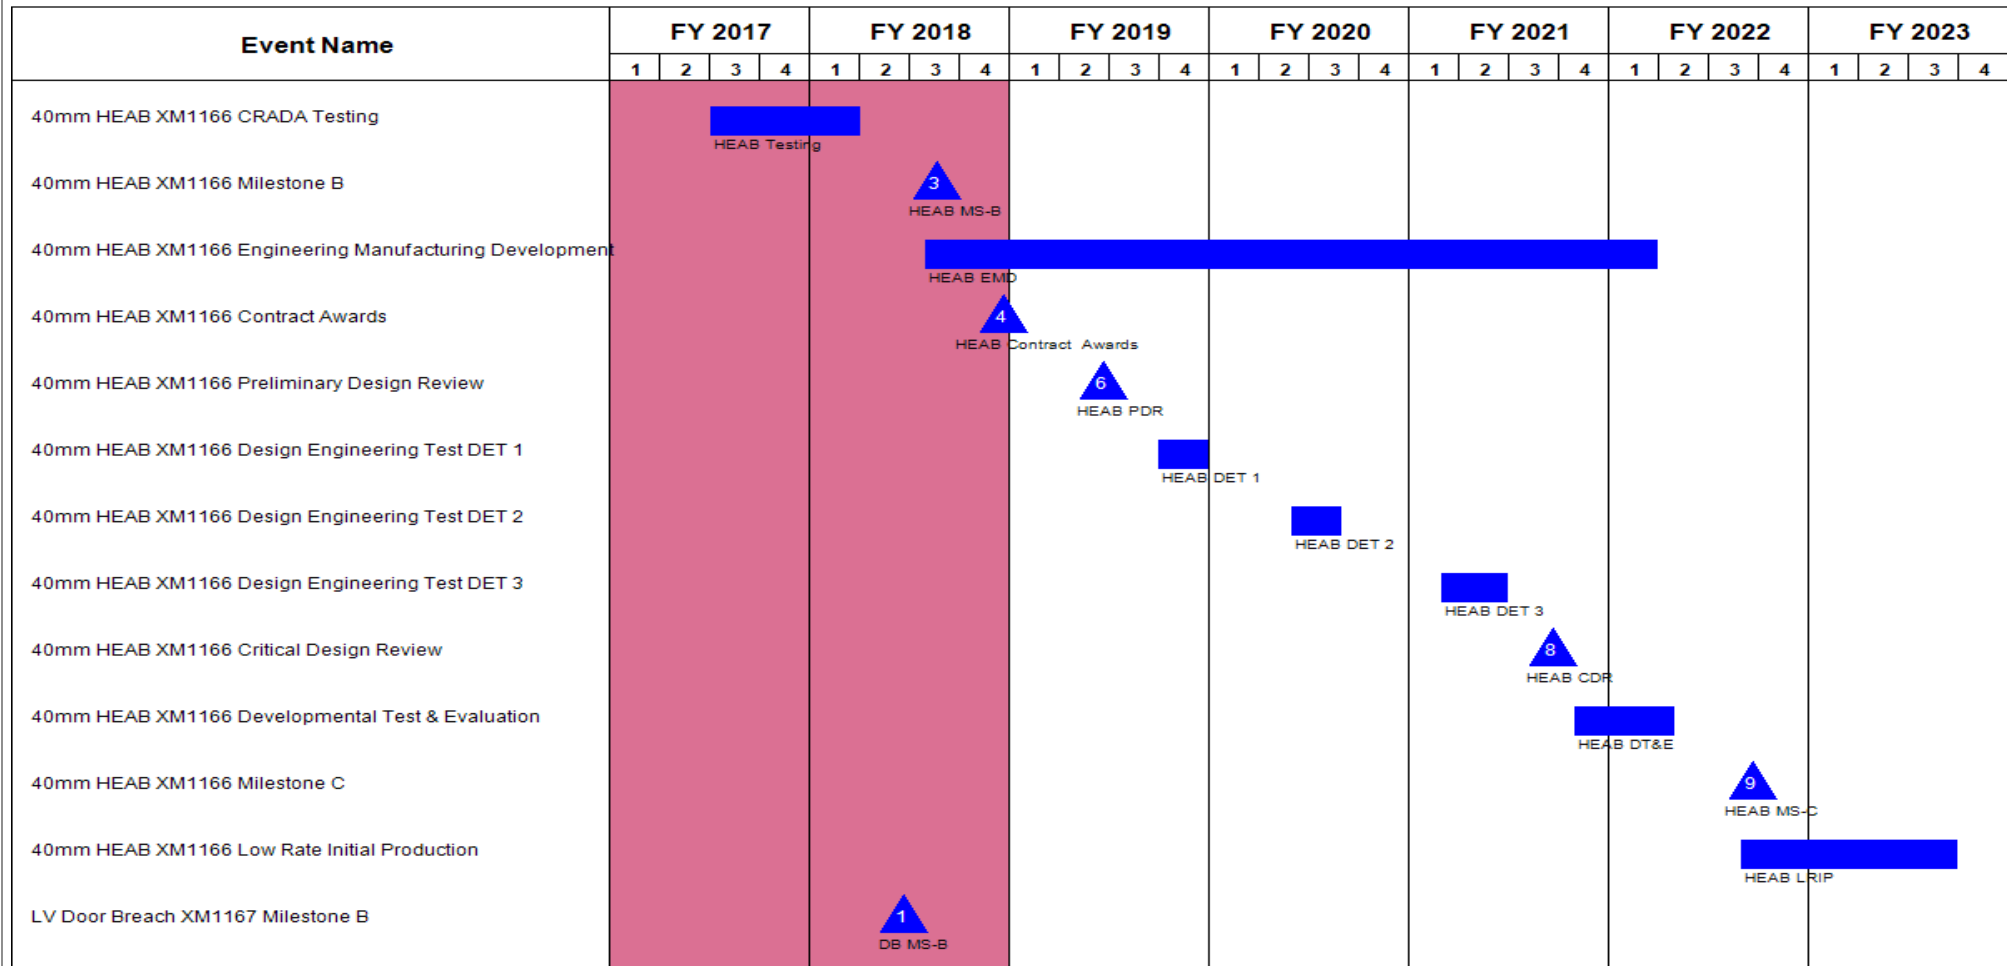 Event Name
FY 2017 FY 2018 FY 2019 FY 2020 FY 2021 FY 2022 FY 2023
1 2 3 4 1 2 3 4 1 2 3 4 1 2 3 4 1 2 3 4 1 2 3 4 1 2 3 4
40mm HEAB XM1166 CRADA Testing
HEAB Testing
40mm HEAB XM1166 Milestone B
3
HEAB MS-B
40mm HEAB XM1166 Engineering Manufacturing Development
HEAB EMD
40mm HEAB XM1166 Contract Awards
4
HEAB Contract Awards
40mm HEAB XM1166 Preliminary Design Review
6
HEAB PDR
40mm HEAB XM1166 Design Engineering Test DET 1
HEAB DET 1
40mm HEAB XM1166 Design Engineering Test DET 2
HEAB DET 2
40mm HEAB XM1166 Design Engineering Test DET 3
HEAB DET 3
40mm HEAB XM1166 Critical Design Review
8
HEAB CDR
40mm HEAB XM1166 Developmental Test & Evaluation
HEAB DT&E
40mm HEAB XM1166 Milestone C
9
HEAB MS-C
40mm HEAB XM1166 Low Rate Initial Production
HEAB LRIP
LV Door Breach XM1167 Milestone B
1
DB MS-B